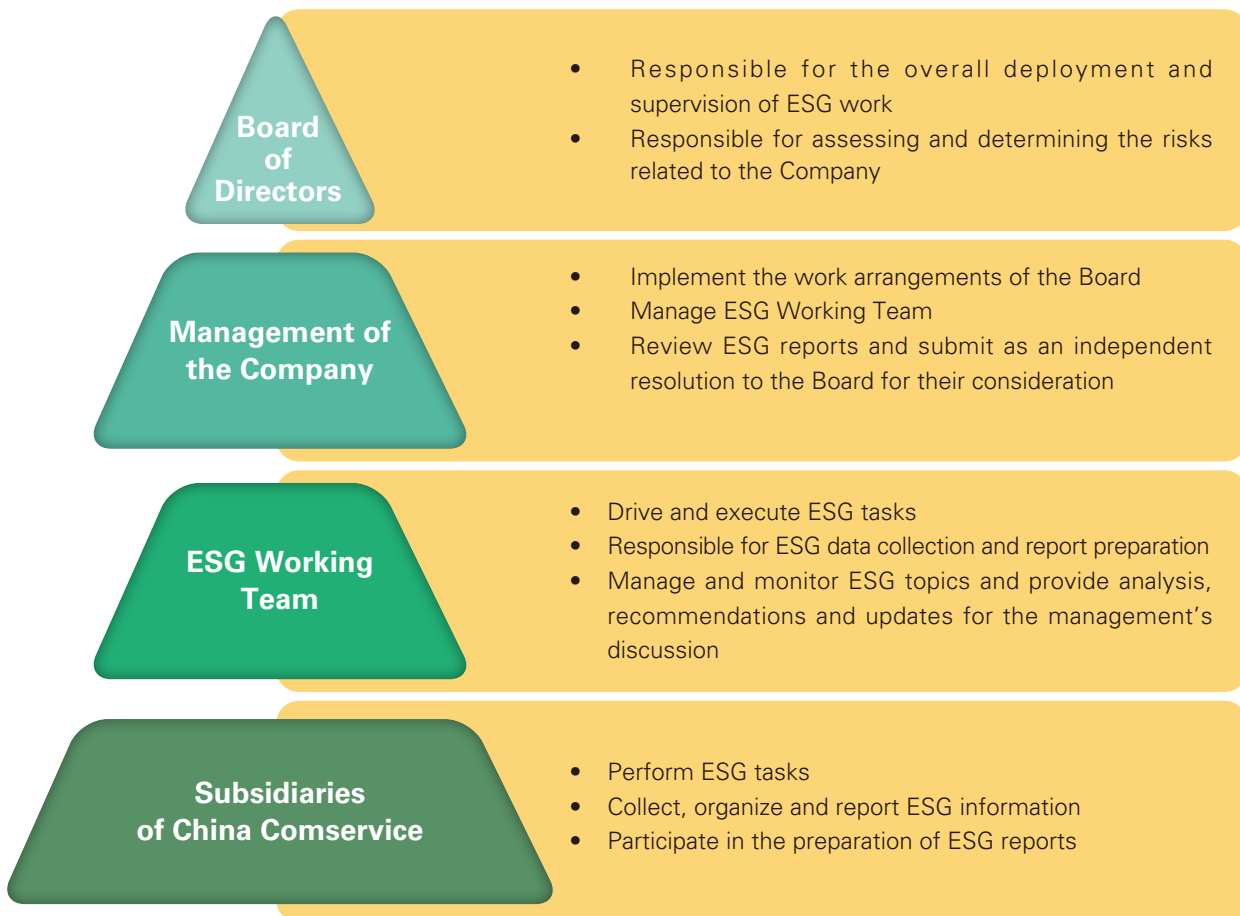 Board
of
Directors
• Responsible for the overall deployment and
supervision of ESG work
• Responsible for assessing and determining the risks
related to the Company
Management of
the Company
• Implement the work arrangements of the Board
• Manage ESG Working Team
• Review ESG reports and submit as an independent
resolution to the Board for their consideration
ESG Working
Team
• Drive and execute ESG tasks
• Responsible for ESG data collection and report preparation
• Manage and monitor ESG topics and provide analysis,
recommendations and updates for the management’s
discussion
Subsidiaries
of China Comservice
• Perform ESG tasks
• Collect, organize and report ESG information
• Participate in the preparation of ESG reports